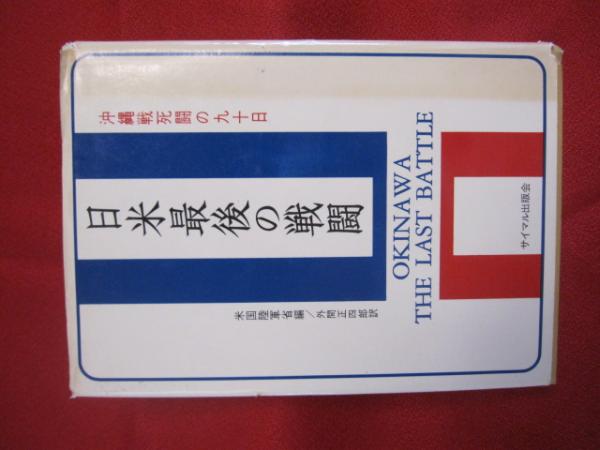 沖縄戦死闘の九十日
日米最後の戦闘
米国陸軍省編／外間正四郎訳
OKINAWA
THE LAST BATTLE
サイマル出版会